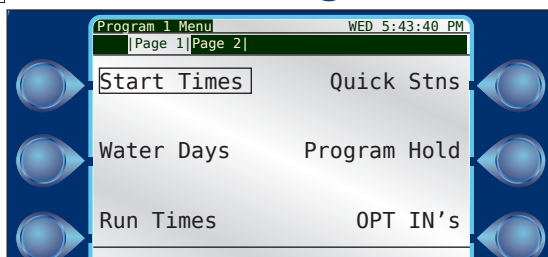 Program 1 Menu WED 5:43:40 PM
|Page 1|Page 2|
Start Times Quick Stns
Water Days Program Hold
Run Times OPT IN’s